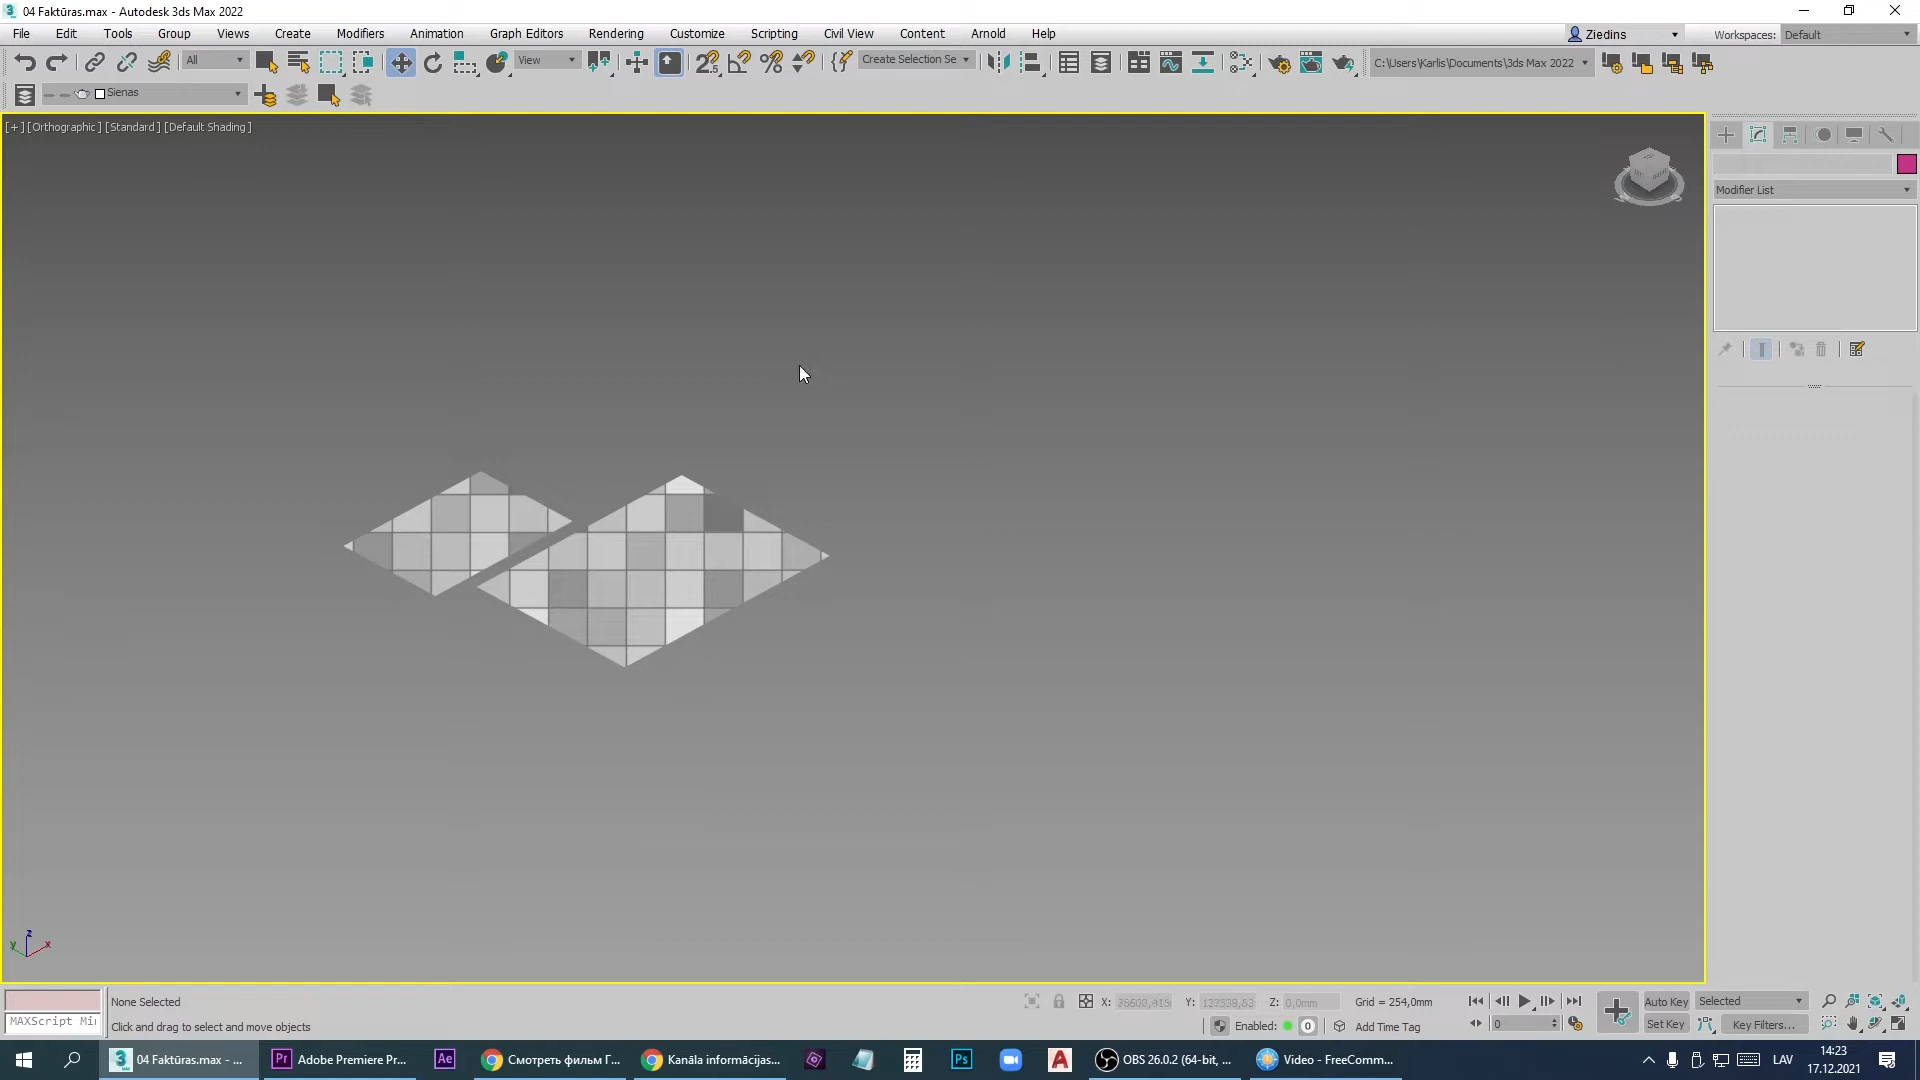 04 Faktūras.max - Autodesk 3ds Max 2022
File Edit Tools Group Views Create Modifiers Animation Graph Editors Rendering Customize Scripting Civil View Content Arnold Help
Ziedins Workspaces: Default
All View Create Selection Se C:\Users\Karlis\Documents\3ds Max 2022
Sienas
[+] [Orthographic] [Standard] [Default Shading]
Modifier List
z
y x
None Selected X: Y: Z: 0,0mm Grid = 254,0mm Auto Key Selected
MAXScript Mi Click and drag to select and move objects Enabled: 0 Add Time Tag 0 Set Key Key Filters...
04 Faktūras.max - ... Adobe Premiere Pr... Смотреть фильм Г... Kanāla informācijas... OBS 26.0.2 (64-bit, ... Video - FreeComm... LAV 14:23
17.12.2021